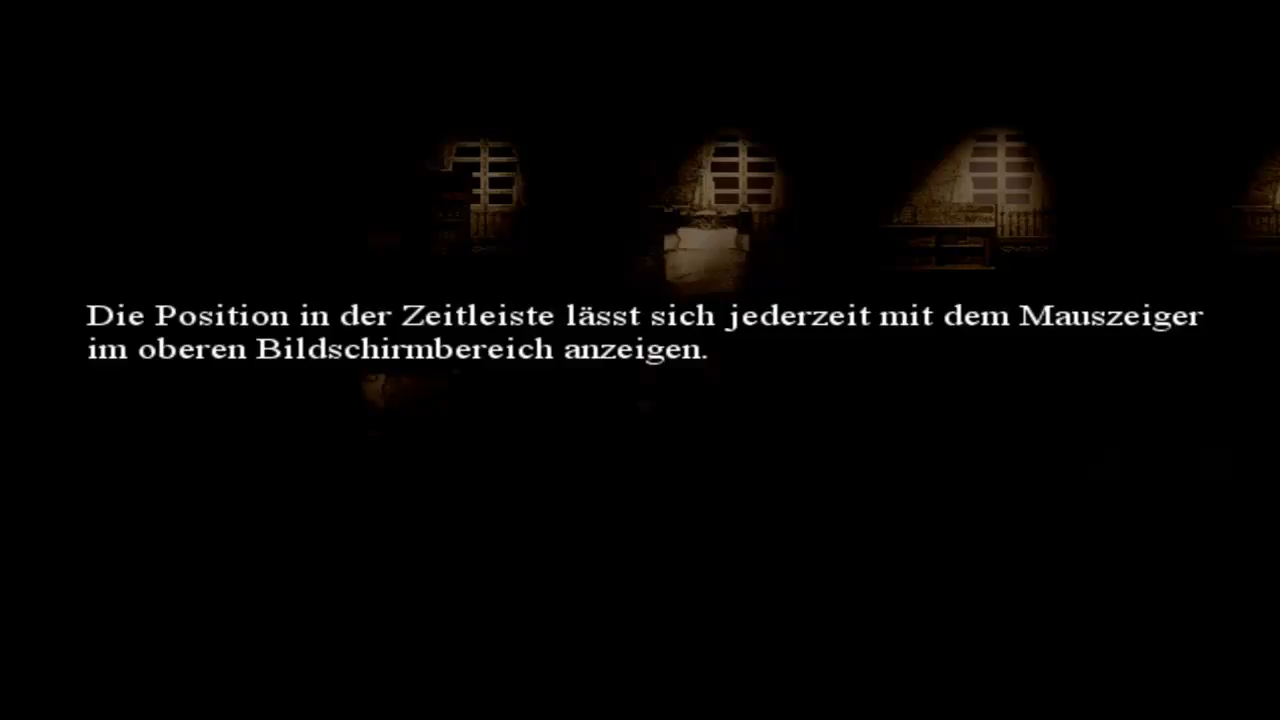 Die Position in der Zeitleiste lässt sich jederzeit mit dem Mauszeiger
im oberen Bildschirmbereich anzeigen.